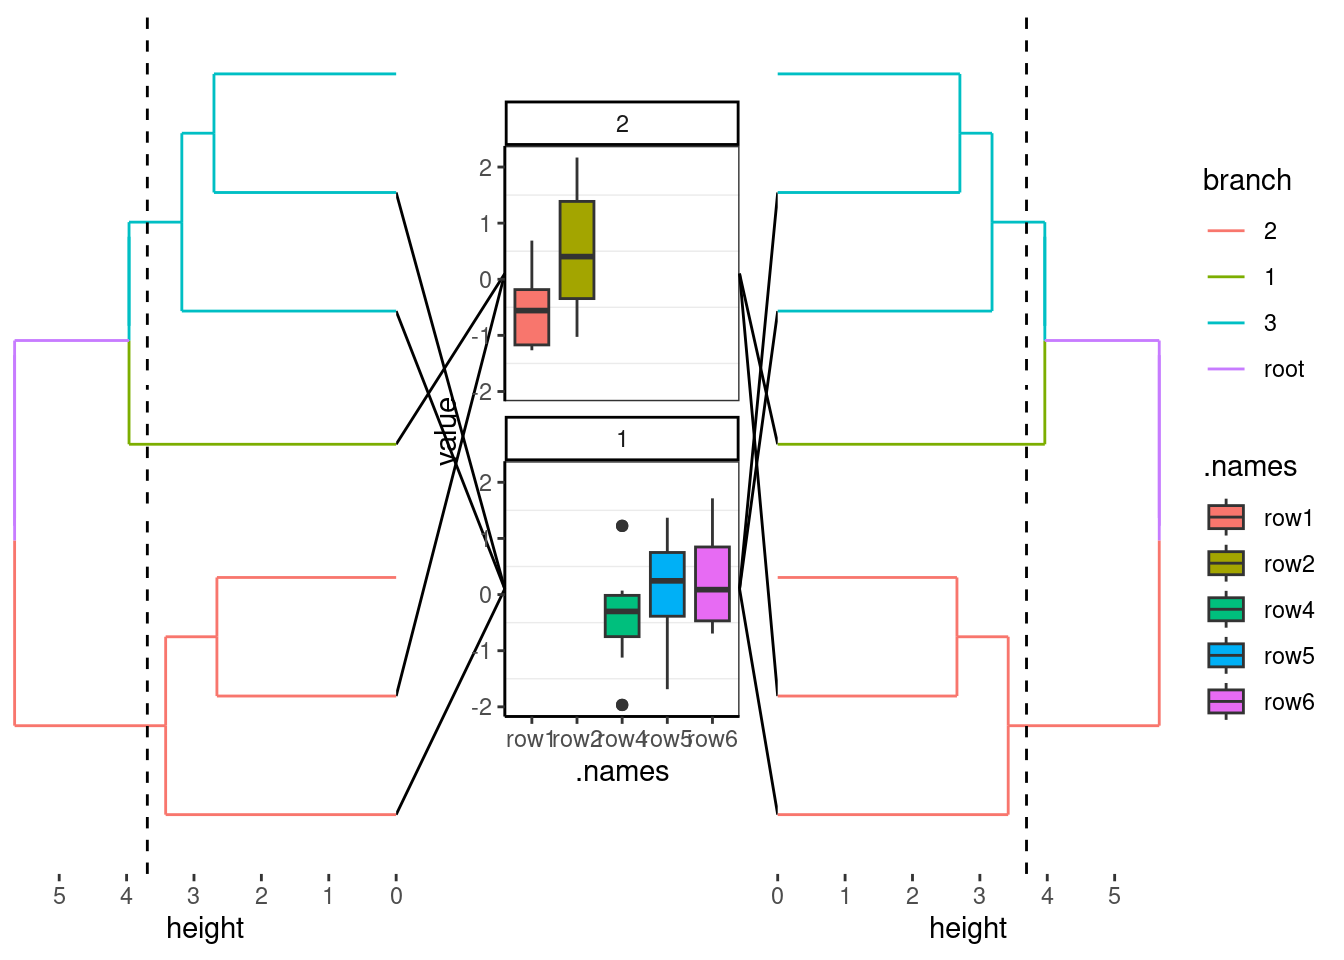 2
2
1
0
-1
-2
value
1
2
1
0
-1
-2
row1 row2 row4 row5 row6
.names
5 4 3 2 1 0
height
0 1 2 3 4 5
height
branch
2
1
3
root
.names
row1
row2
row4
row5
row6